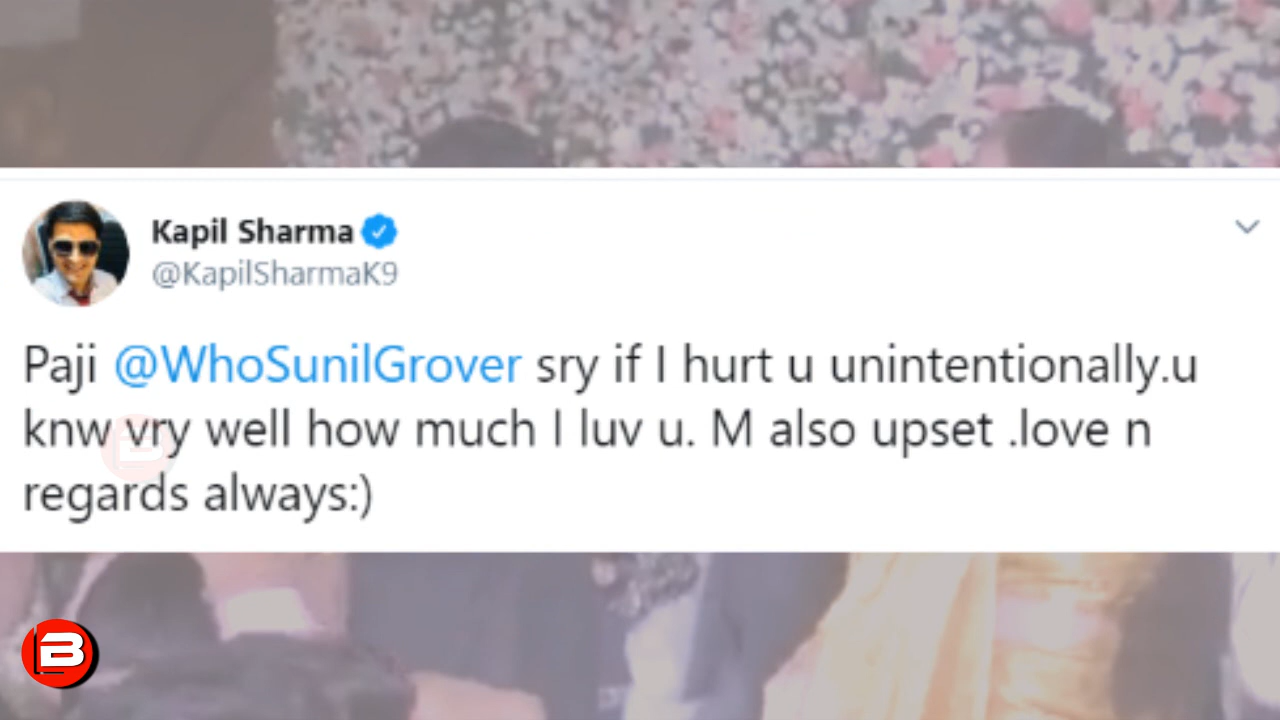 Kapil Sharma
@KapilSharmaK9
Paji @WhoSunilGrover sry if I hurt u unintentionally.u
knw vry well how much I luv u. M also upset .love n
regards always:)
B
B